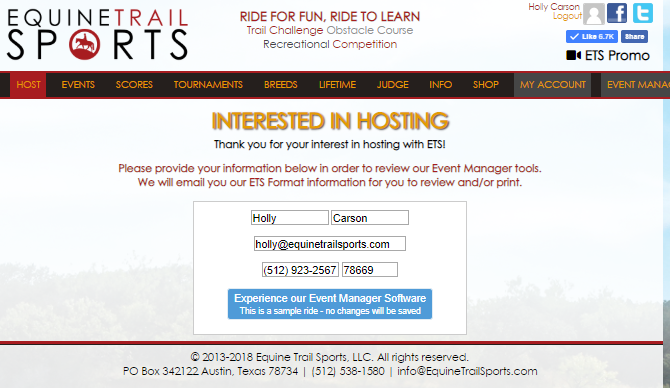 EQUINETRAIL
SPORTS
RIDE FOR FUN, RIDE TO LEARN
Trail Challenge Obstacle Course
Recreational Competition
Holly Carson
Logout
Like 6.7K
Share
ETS Promo
HOST EVENTS SCORES TOURNAMENTS BREEDS LIFETIME JUDGE INFO SHOP MY ACCOUNT EVENT MANA
INTERESTED IN HOSTING
Thank you for your interest in hosting with ETS!
Please provide your information below in order to review our Event Manager tools.
We will email you our ETS Format information for you to review and/or print.
Holly Carson
holly@equinetrailsports.com
(512) 923-2567 78669
Experience our Event Manager Software
This is a sample ride - no changes will be saved
© 2013-2018 Equine Trail Sports, LLC. All rights reserved.
PO Box 342122 Austin, Texas 78734 | (512) 538-1580 | info@EquineTrailSports.com